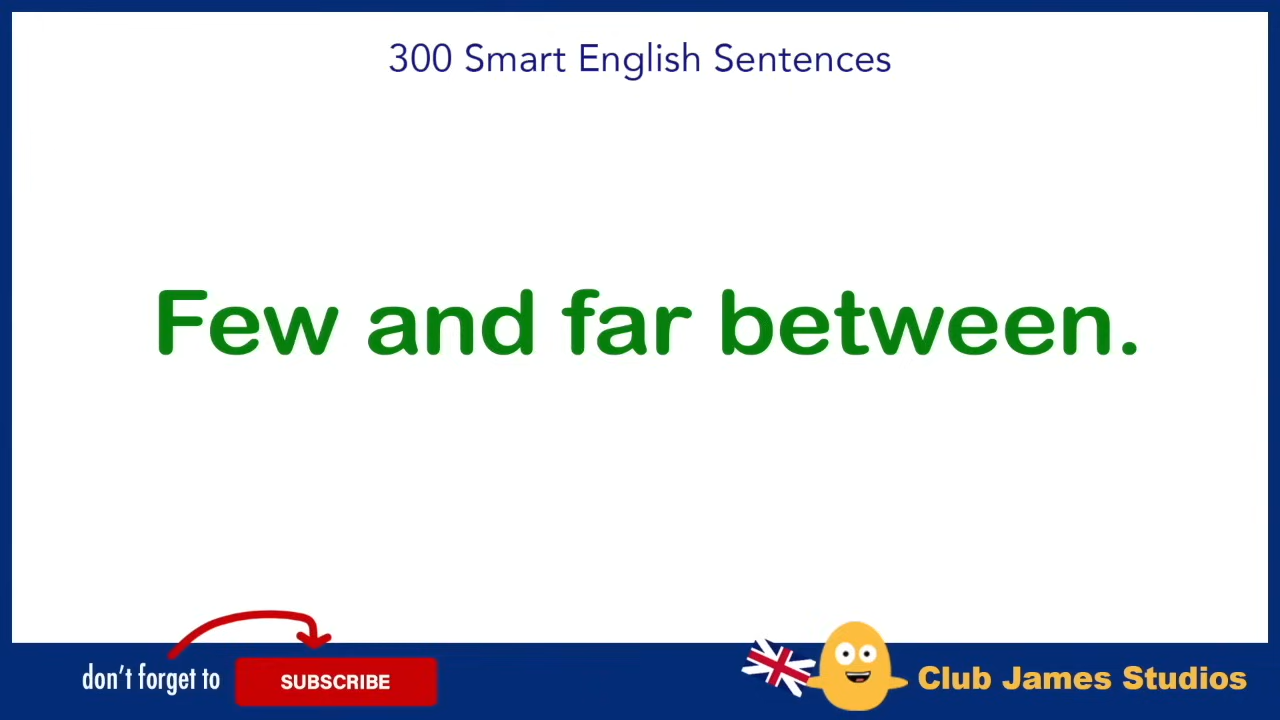 300 Smart English Sentences
Few and far between.
don't forget to SUBSCRIBE
Club James Studios